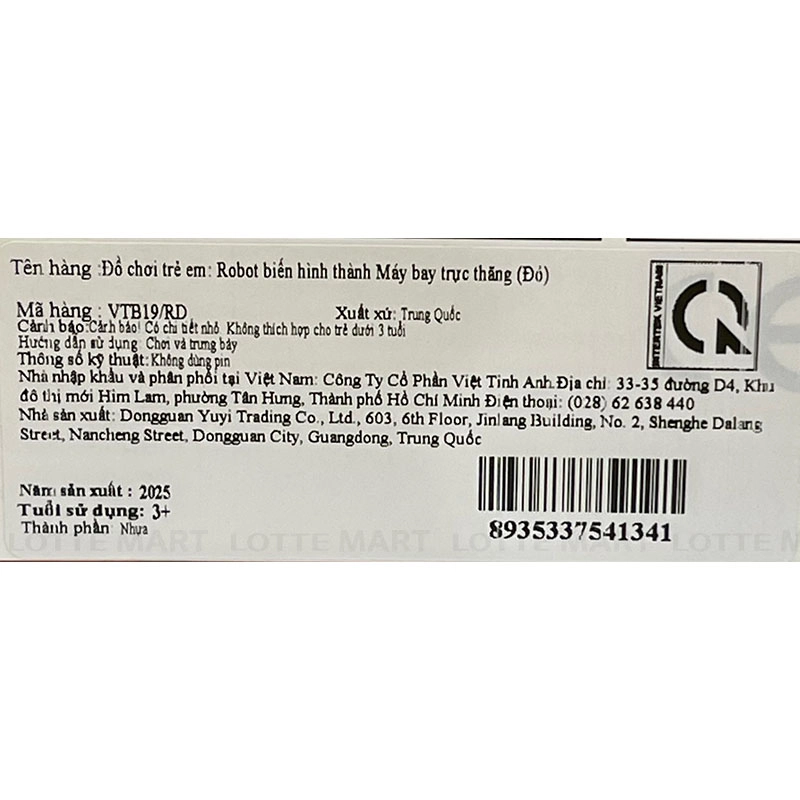 Tên hàng :Đồ chơi trẻ em: Robot biến hình thành Máy bay trực thăng (Đỏ)
Mã hàng : VTB19/RD Xuất xứ: Trung Quốc
Cảnh báo:Cảnh báo! Có chi tiết nhỏ. Không thích hợp cho trẻ dưới 3 tuổi
Hướng dẫn sử dụng: Chơi và trưng bày
Thông số kỹ thuật: Không dùng pin
Nhà nhập khẩu và phân phối tại Việt Nam: Công Ty Cổ Phần Việt Tinh Anh.Địa chỉ: 33-35 đường D4, Khu
đô thị mới Him Lam, phường Tân Hưng, Thành phố Hồ Chí Minh Điện thoại: (028) 62 638 440
Nhà sản xuất: Dongguan Yuyi Trading Co., Ltd., 603, 6th Floor, Jinlang Building, No. 2, Shenghe Dalang
Street, Nancheng Street, Dongguan City, Guangdong, Trung Quốc
Năm sản xuất : 2025
Tuổi sử dụng: 3+
Thành phần: Nhựa
8935337541341
INTERTEK VIETNAM
CR
LOTTE MART LOTTE MART LOTTE MART LOTTE M